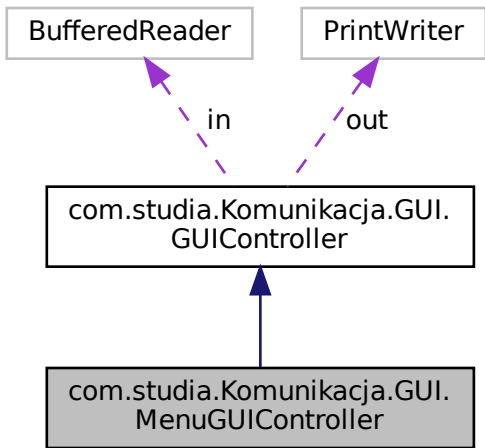 BufferedReader
PrintWriter
in
out
com.studia.Komunikacja.GUI.
GUIController
com.studia.Komunikacja.GUI.
MenuGUIController